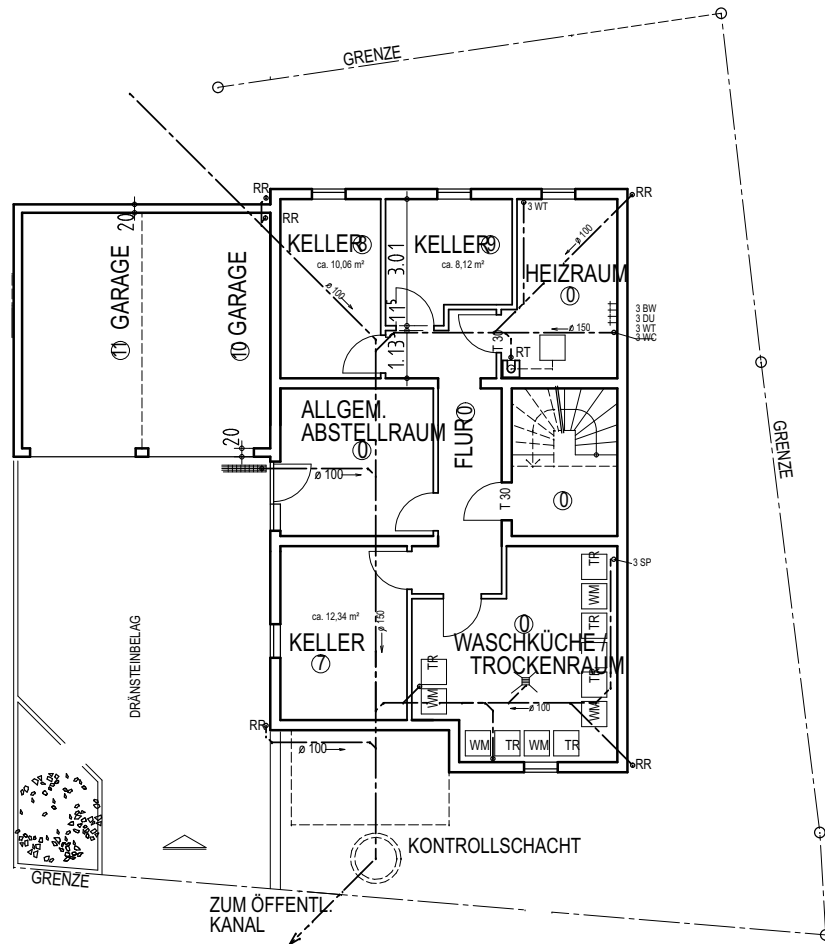 GRENZE
RR
RR
3 WT
RR
20
KELLER 8
ca. 10,06 m²
3.01
KELLER 9
ca. 8,12 m²
ø 100
HEIZRAUM
0
11 GARAGE
10 GARAGE
ø 100
11⁵
3 BW
3 DU
3 WT
3 WC
ø 150
1.13
T 30
RT
ALLGEM.
ABSTELLRAUM
0
FLUR 0
20
ø 100
T 30
0
GRENZE
3 SP
TR
WM
TR
TR
WM
ca. 12,34 m²
ø 150
KELLER
7
0
WASCHKÜCHE /
TROCKENRAUM
TR
WM
DRÄNSTEINBELAG
ø 100
RR
ø 100
WM
TR
WM
TR
RR
KONTROLLSCHACHT
GRENZE
ZUM ÖFFENTL.
KANAL